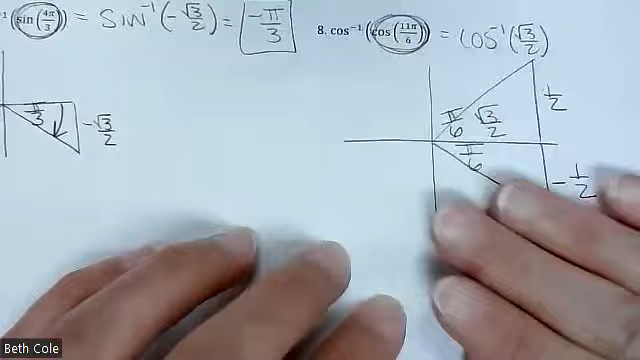 ⁻¹(sin(4π/3)) = SIN⁻¹(-√3/2) = -π/3
8. cos⁻¹(cos(11π/6)) = COS⁻¹(√3/2)
π/3
-√3/2
π/6
√3/2
1/2
π/6
-1/2
Beth Cole